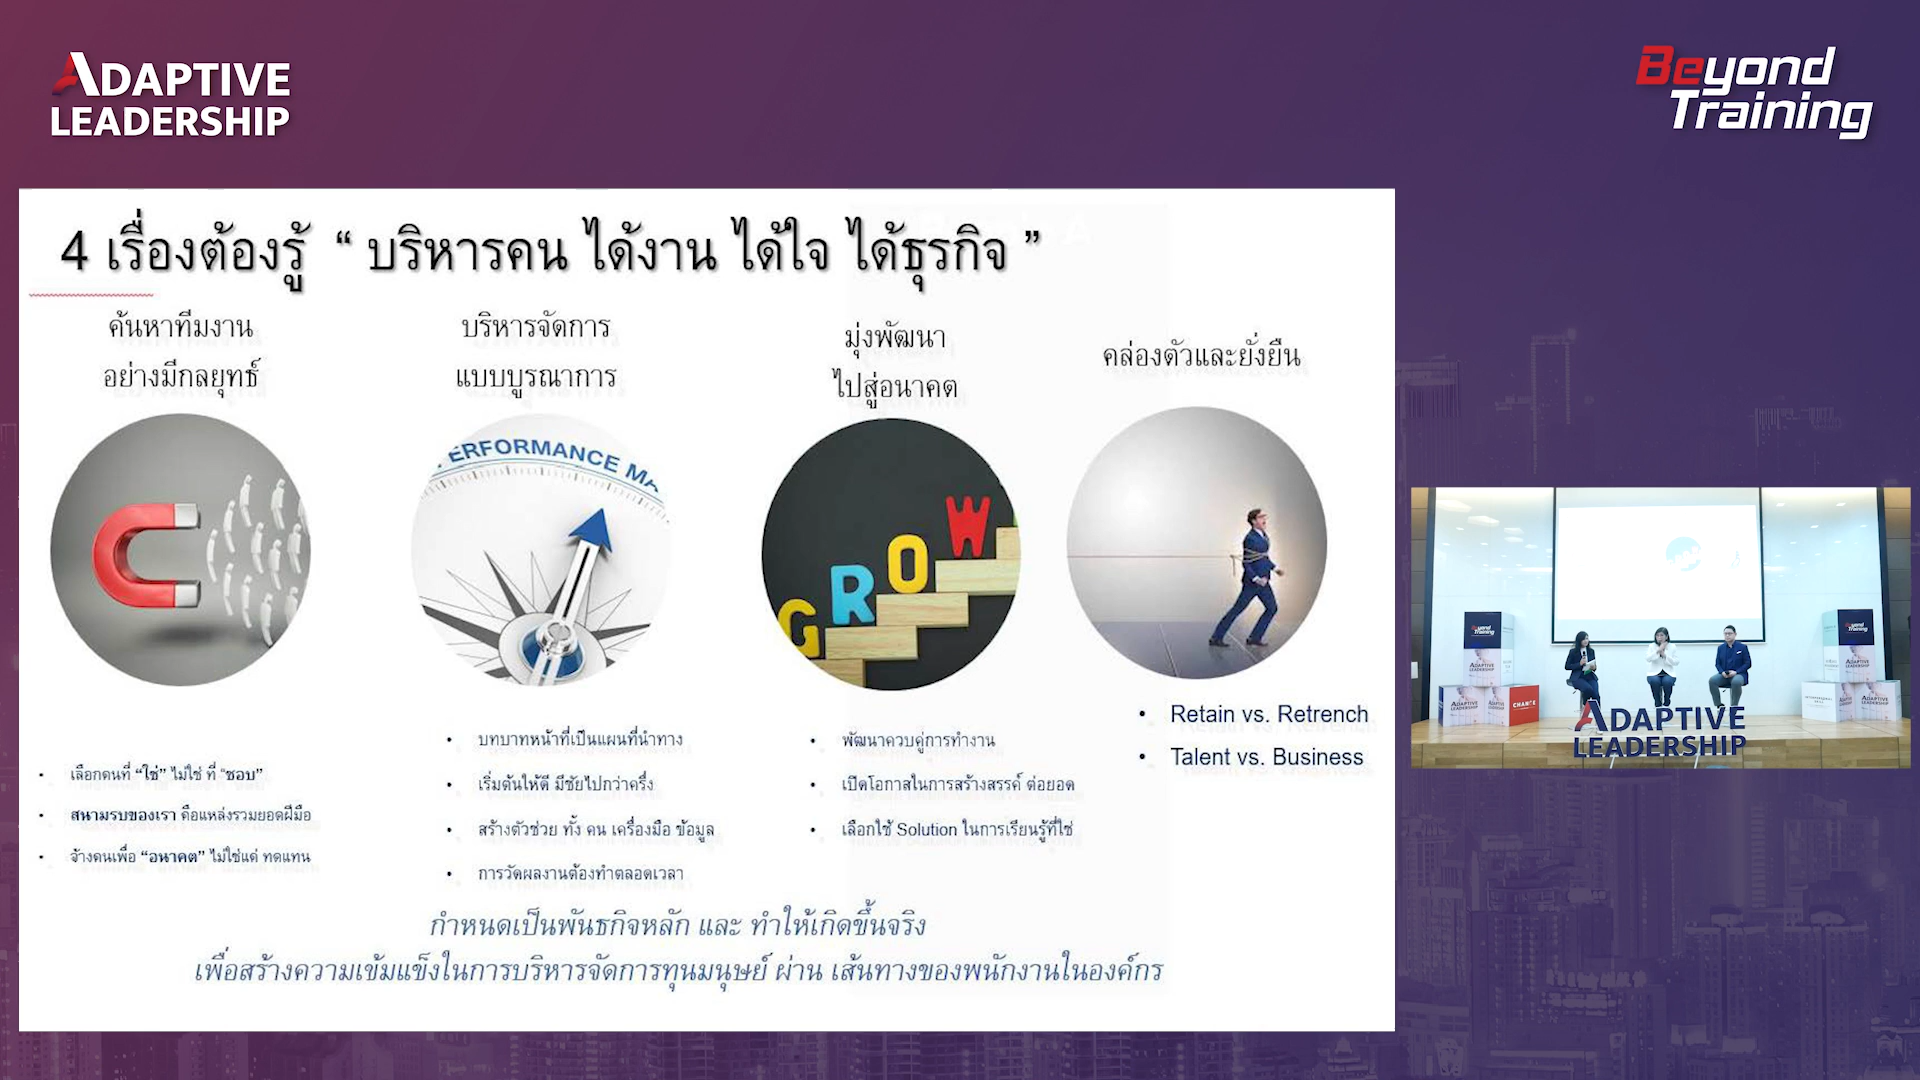 ADAPTIVE
LEADERSHIP
Beyond
Training
4 เรื่องต้องรู้ “ บริหารคน ได้งาน ได้ใจ ได้ธุรกิจ ”
ค้นหาทีมงาน
อย่างมีกลยุทธ์
บริหารจัดการ
แบบบูรณาการ
มุ่งพัฒนา
ไปสู่อนาคต
คล่องตัวและยั่งยืน
ERFORMANCE MA
GROW
• เลือกคนที่ “ใช่” ไม่ใช่ ที่ “ชอบ”
• สนามรบของเรา คือแหล่งรวมยอดฝีมือ
• จ้างคนเพื่อ “อนาคต” ไม่ใช่แค่ ทดแทน
• บทบาทหน้าที่เป็นแผนที่นำทาง
• เริ่มต้นให้ดี มีชัยไปกว่าครึ่ง
• สร้างตัวช่วย ทั้ง คน เครื่องมือ ข้อมูล
• การวัดผลงานต้องทำตลอดเวลา
• พัฒนาควบคู่การทำงาน
• เปิดโอกาสในการสร้างสรรค์ ต่อยอด
• เลือกใช้ Solution ในการเรียนรู้ที่ใช่
• Retain vs. Retrench
• Talent vs. Business
กำหนดเป็นพันธกิจหลัก และ ทำให้เกิดขึ้นจริง
เพื่อสร้างความเข้มแข็งในการบริหารจัดการทุนมนุษย์ ผ่าน เส้นทางของพนักงานในองค์กร
Beyond
Training
ADAPTIVE
LEADERSHIP
ADAPTIVE
LEADERSHIP
ADAPTIVE
LEADERSHIP
Beyond
Training
ADAPTIVE
LEADERSHIP
ADAPTIVE
LEADERSHIP
ADAPTIVE
LEADERSHIP
ADAPTIVE
LEADERSHIP